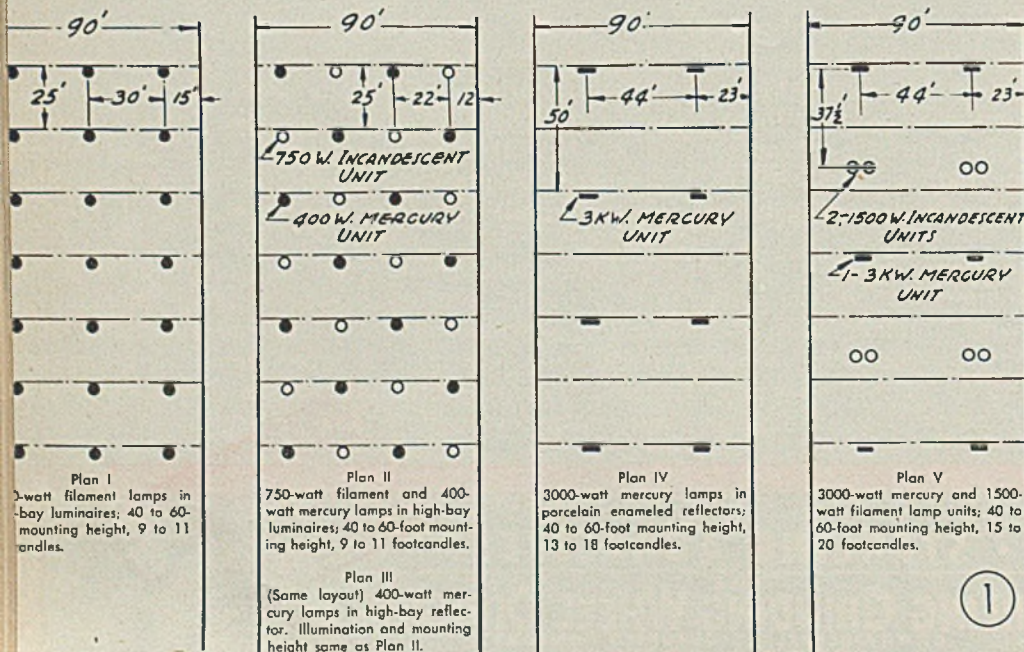 90'
25'
30'
15'
Plan I
-watt filament lamps in
-bay luminaires; 40 to 60-
mounting height, 9 to 11
andles.
90'
25'
22'
12
750 W. INCANDESCENT
UNIT
400 W. MERCURY
UNIT
Plan II
750-watt filament and 400-
watt mercury lamps in high-bay
luminaires; 40 to 60-foot mount-
ing height, 9 to 11 footcandles.
Plan III
(Same layout) 400-watt mer-
cury lamps in high-bay reflec-
tor. Illumination and mounting
height same as Plan II.
90'
50'
44'
23'
3 KW. MERCURY
UNIT
Plan IV
3000-watt mercury lamps in
porcelain enameled reflectors;
40 to 60-foot mounting height,
13 to 18 footcandles.
90'
37½'
44'
23'
2-1500 W. INCANDESCENT
UNITS
1- 3 KW. MERCURY
UNIT
Plan V
3000-watt mercury and 1500-
watt filament lamp units; 40 to
60-foot mounting height, 15 to
20 footcandles.
1